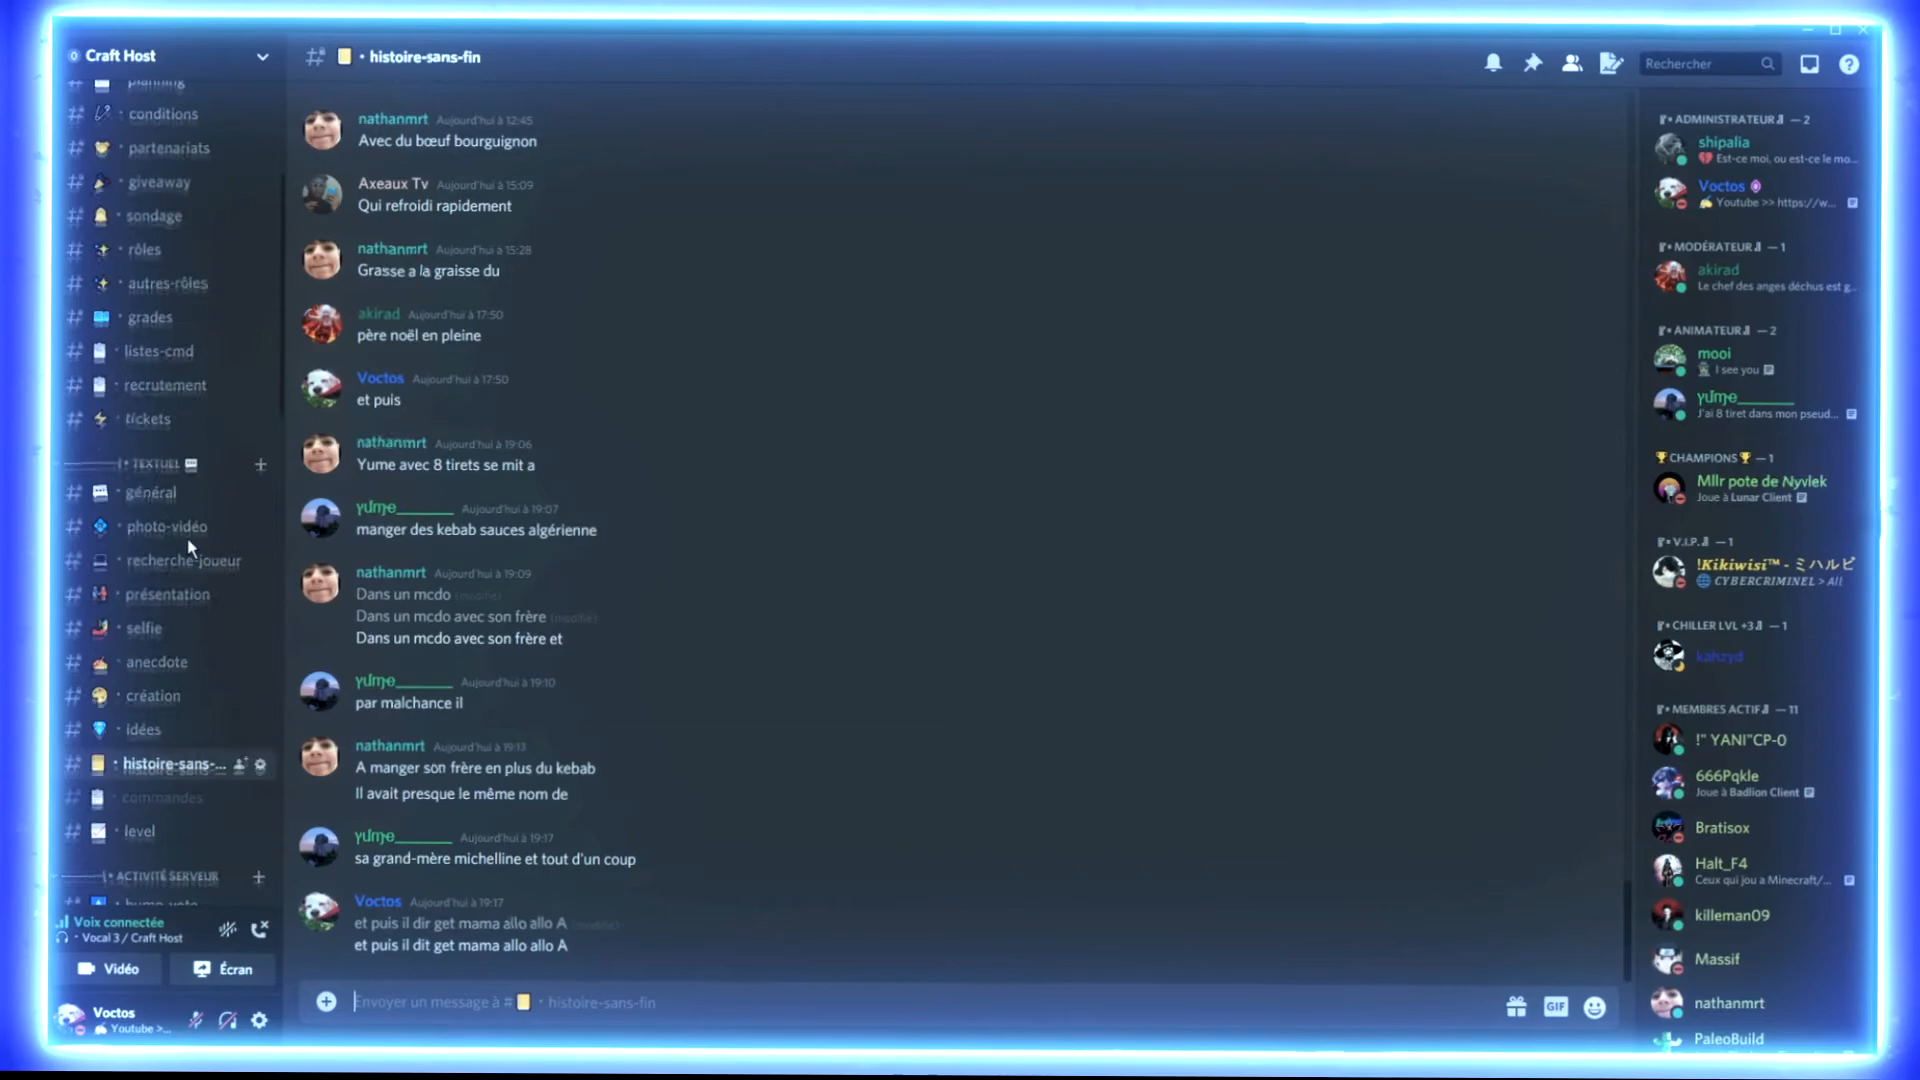 Craft Host
planning
conditions
partenariats
giveaway
sondage
rôles
autres-rôles
grades
listes-cmd
recrutement
tickets
TEXTUEL
général
photo-vidéo
recherche-joueur
présentation
selfie
anecdote
création
idées
histoire-sans-...
commandes
level
ACTIVITÉ SERVEUR
Voix connectée
Vocal 3 / Craft Host
Vidéo
Écran
Voctos
Youtube >...
histoire-sans-fin
nathanmrt Aujourd'hui à 12:45
Avec du bœuf bourguignon
Axeaux Tv Aujourd'hui à 15:09
Qui refroidi rapidement
nathanmrt Aujourd'hui à 15:28
Grasse a la graisse du
akirad Aujourd'hui à 17:50
père noël en pleine
Voctos Aujourd'hui à 17:50
et puis
nathanmrt Aujourd'hui à 19:06
Yume avec 8 tirets se mit a
Aujourd'hui à 19:07
manger des kebab sauces algérienne
nathanmrt Aujourd'hui à 19:09
Dans un mcdo (modifié)
Dans un mcdo avec son frère (modifié)
Dans un mcdo avec son frère et
Aujourd'hui à 19:10
par malchance il
nathanmrt Aujourd'hui à 19:13
A manger son frère en plus du kebab
Il avait presque le même nom de
Aujourd'hui à 19:17
sa grand-mère michelline et tout d'un coup
Voctos Aujourd'hui à 19:17
et puis il dir get mama allo allo A (modifié)
et puis il dit get mama allo allo A
Envoyer un message à # histoire-sans-fin
GIF
Rechercher
ADMINISTRATEUR — 2
shipalia
Est-ce moi, ou est-ce le mo...
Voctos
Youtube >> https://w...
MODÉRATEUR — 1
akirad
Le chef des anges déchus est g...
ANIMATEUR — 2
mooi
I see you
J'ai 8 tiret dans mon pseud...
CHAMPIONS — 1
Mllr pote de Nyvlek
Joue à Lunar Client
V.I.P. — 1
!Kikiwisi™ - ミハルビ
CYBERCRIMINEL > All
CHILLER LVL +3 — 1
kahzyd
MEMBRES ACTIF — 11
!" YANI"CP-0
666Pqkle
Joue à Badlion Client
Bratisox
Halt_F4
Ceux qui jou a Minecraft/...
killeman09
Massif
nathanmrt
PaleoBuild